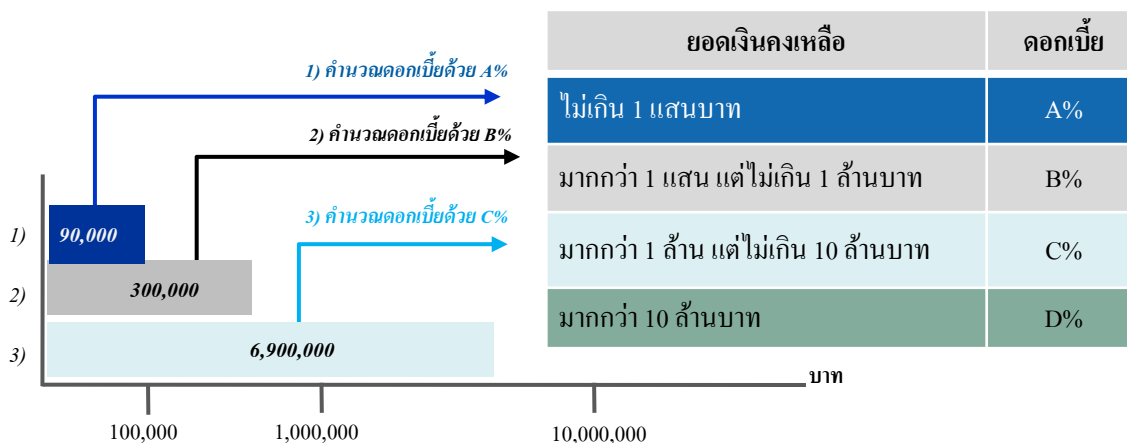 ยอดเงินคงเหลือ ดอกเบี้ย
1) คำนวณดอกเบี้ยด้วย A%
ไม่เกิน 1 แสนบาท A%
2) คำนวณดอกเบี้ยด้วย B%
มากกว่า 1 แสน แต่ไม่เกิน 1 ล้านบาท B%
3) คำนวณดอกเบี้ยด้วย C%
มากกว่า 1 ล้าน แต่ไม่เกิน 10 ล้านบาท C%
มากกว่า 10 ล้านบาท D%
1) 90,000
2) 300,000
3) 6,900,000
บาท
100,000 1,000,000 10,000,000